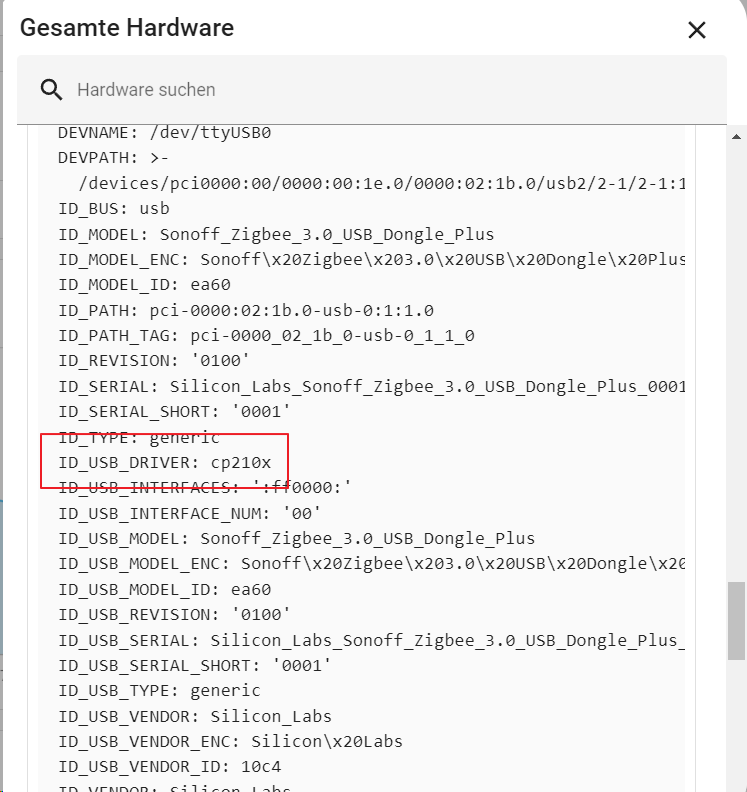 Gesamte Hardware
Hardware suchen
DEVNAME: /dev/ttyUSB0
DEVPATH: >-
/devices/pci0000:00/0000:00:1e.0/0000:02:1b.0/usb2/2-1/2-1:1
ID_BUS: usb
ID_MODEL: Sonoff_Zigbee_3.0_USB_Dongle_Plus
ID_MODEL_ENC: Sonoff\x20Zigbee\x203.0\x20USB\x20Dongle\x20Plus
ID_MODEL_ID: ea60
ID_PATH: pci-0000:02:1b.0-usb-0:1:1.0
ID_PATH_TAG: pci-0000_02_1b_0-usb-0_1_1_0
ID_REVISION: '0100'
ID_SERIAL: Silicon_Labs_Sonoff_Zigbee_3.0_USB_Dongle_Plus_0001
ID_SERIAL_SHORT: '0001'
ID_TYPE: generic
ID_USB_DRIVER: cp210x
ID_USB_INTERFACES: ':ff0000:'
ID_USB_INTERFACE_NUM: '00'
ID_USB_MODEL: Sonoff_Zigbee_3.0_USB_Dongle_Plus
ID_USB_MODEL_ENC: Sonoff\x20Zigbee\x203.0\x20USB\x20Dongle\x20
ID_USB_MODEL_ID: ea60
ID_USB_REVISION: '0100'
ID_USB_SERIAL: Silicon_Labs_Sonoff_Zigbee_3.0_USB_Dongle_Plus_
ID_USB_SERIAL_SHORT: '0001'
ID_USB_TYPE: generic
ID_USB_VENDOR: Silicon_Labs
ID_USB_VENDOR_ENC: Silicon\x20Labs
ID_USB_VENDOR_ID: 10c4
ID_VENDOR: Silicon_Labs